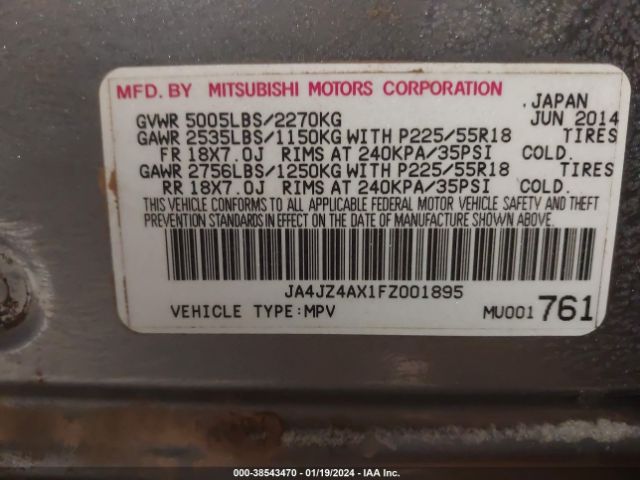 MFD. BY MITSUBISHI MOTORS CORPORATION
, JAPAN
GVWR 5005LBS/2270KG JUN 2014
GAWR 2535LBS/1150KG WITH P225/55R18 TIRES
FR 18X7.0J RIMS AT 240KPA/35PSI COLD.
GAWR 2756LBS/1250KG WITH P225/55R18 TIRES
RR 18X7.0J RIMS AT 240KPA/35PSI COLD.
THIS VEHICLE CONFORMS TO ALL APPLICABLE FEDERAL MOTOR VEHICLE SAFETY AND THEFT
PREVENTION STANDARDS IN EFFECT ON THE DATE OF MANUFACTURE SHOWN ABOVE.
JA4JZ4AX1FZ001895
VEHICLE TYPE:MPV MU001761
000-38543470 - 01/19/2024 - IAA Inc.